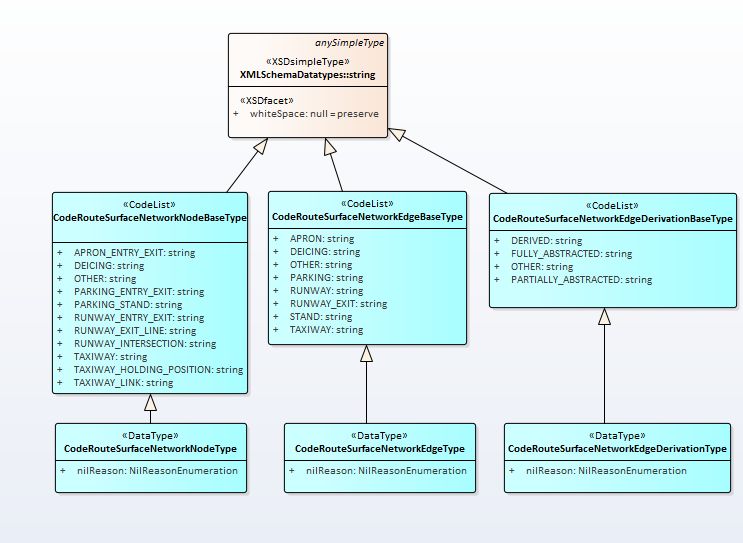 anySimpleType
«XSDsimpleType»
XMLSchemaDatatypes::string
«XSDfacet»
+ whiteSpace: null = preserve
«CodeList»
CodeRouteSurfaceNetworkNodeBaseType
+ APRON_ENTRY_EXIT: string
+ DEICING: string
+ OTHER: string
+ PARKING_ENTRY_EXIT: string
+ PARKING_STAND: string
+ RUNWAY_ENTRY_EXIT: string
+ RUNWAY_EXIT_LINE: string
+ RUNWAY_INTERSECTION: string
+ TAXIWAY: string
+ TAXIWAY_HOLDING_POSITION: string
+ TAXIWAY_LINK: string
«CodeList»
CodeRouteSurfaceNetworkEdgeBaseType
+ APRON: string
+ DEICING: string
+ OTHER: string
+ PARKING: string
+ RUNWAY: string
+ RUNWAY_EXIT: string
+ STAND: string
+ TAXIWAY: string
«CodeList»
CodeRouteSurfaceNetworkEdgeDerivationBaseType
+ DERIVED: string
+ FULLY_ABSTRACTED: string
+ OTHER: string
+ PARTIALLY_ABSTRACTED: string
«DataType»
CodeRouteSurfaceNetworkNodeType
+ nilReason: NilReasonEnumeration
«DataType»
CodeRouteSurfaceNetworkEdgeType
+ nilReason: NilReasonEnumeration
«DataType»
CodeRouteSurfaceNetworkEdgeDerivationType
+ nilReason: NilReasonEnumeration